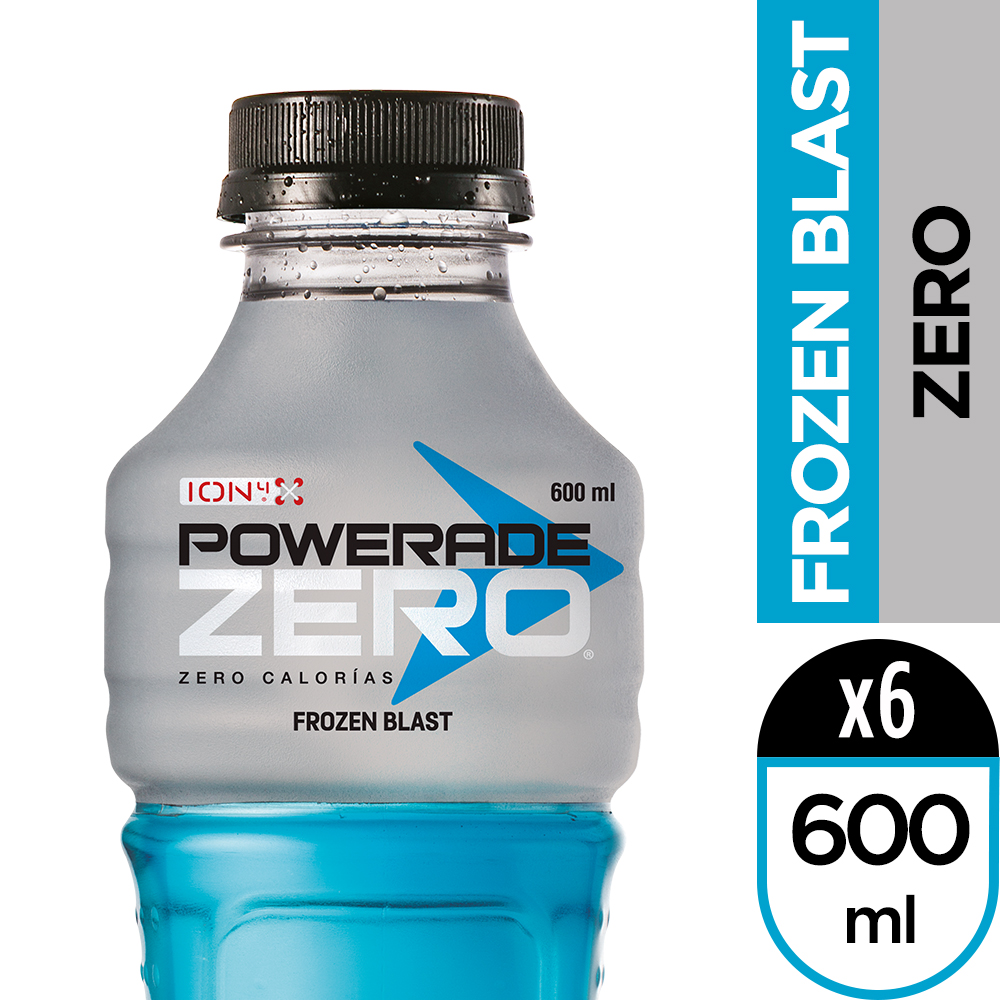 ION4
600 ml
POWERADE
ZERO®
ZERO CALORÍAS
FROZEN BLAST
FROZEN BLAST
ZERO
x6
600
ml